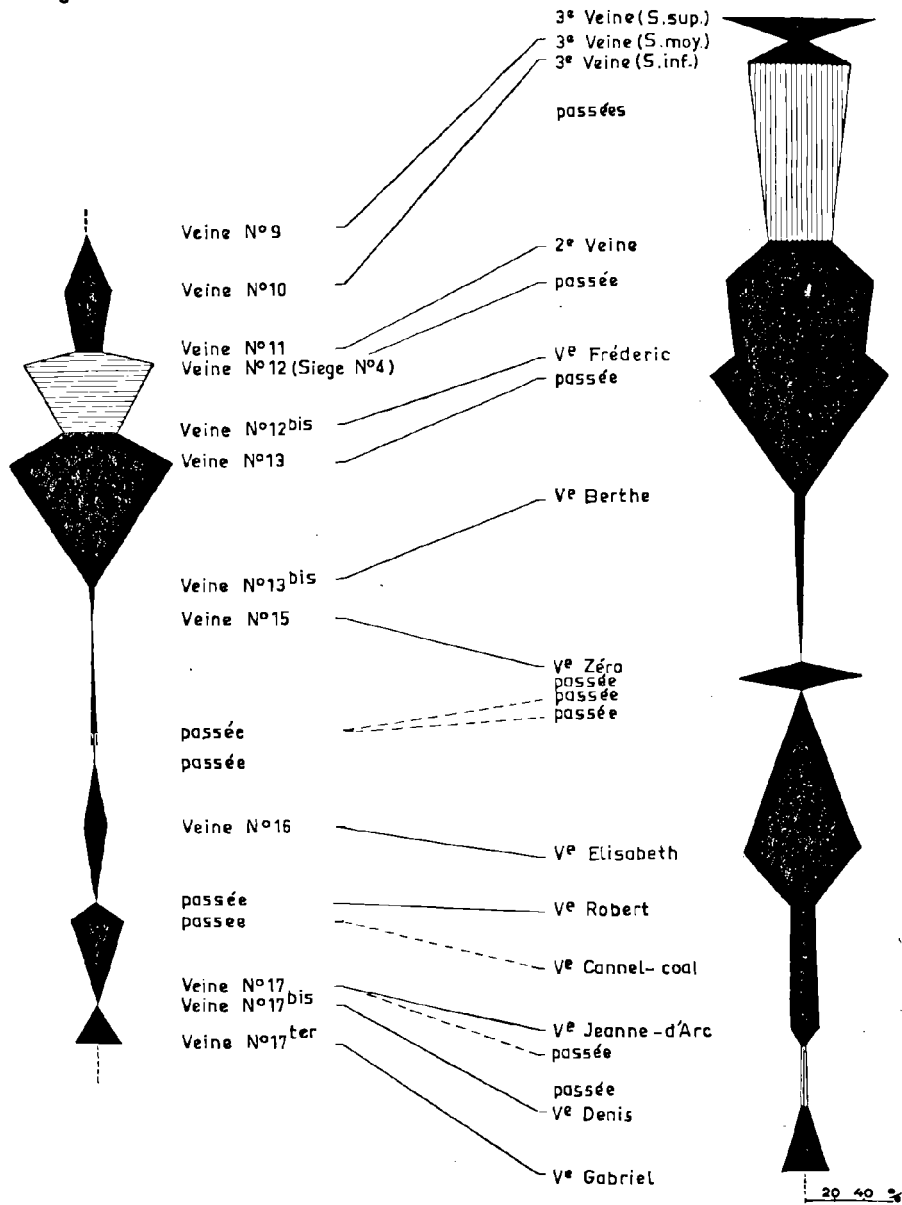 3e Veine (S.sup.)
3e Veine (S.moy.)
3e Veine (S.inf.)
passées
2e Veine
passée
Ve Fréderic
passée
Ve Berthe
Ve Zéro
passée
passée
passée
Ve Elisabeth
Ve Robert
Ve Cannel-coal
Ve Jeanne-d'Arc
passée
passée
Ve Denis
Ve Gabriel
Veine N°9
Veine N°10
Veine N°11
Veine N°12 (Siege N°4)
Veine N°12bis
Veine N°13
Veine N°13bis
Veine N°15
passée
passée
Veine N°16
passée
passee
Veine N°17
Veine N°17bis
Veine N°17ter
20 40 %